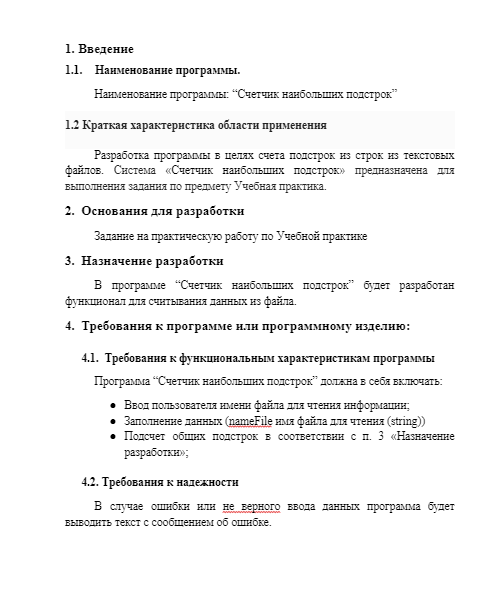 1. Введение
1.1. Наименование программы.
Наименование программы: “Счетчик наибольших подстрок”
1.2 Краткая характеристика области применения
Разработка программы в целях счета подстрок из строк из текстовых
файлов. Система «Счетчик наибольших подстрок» предназначена для
выполнения задания по предмету Учебная практика.
2. Основания для разработки
Задание на практическую работу по Учебной практике
3. Назначение разработки
В программе “Счетчик наибольших подстрок” будет разработан
функционал для считывания данных из файла.
4. Требования к программе или программному изделию:
4.1. Требования к функциональным характеристикам программы
Программа “Счетчик наибольших подстрок” должна в себя включать:
● Ввод пользователя имени файла для чтения информации;
● Заполнение данных (nameFile имя файла для чтения (string))
● Подсчет общих подстрок в соответствии с п. 3 «Назначение
разработки»;
4.2. Требования к надежности
В случае ошибки или не верного ввода данных программа будет
выводить текст с сообщением об ошибке.